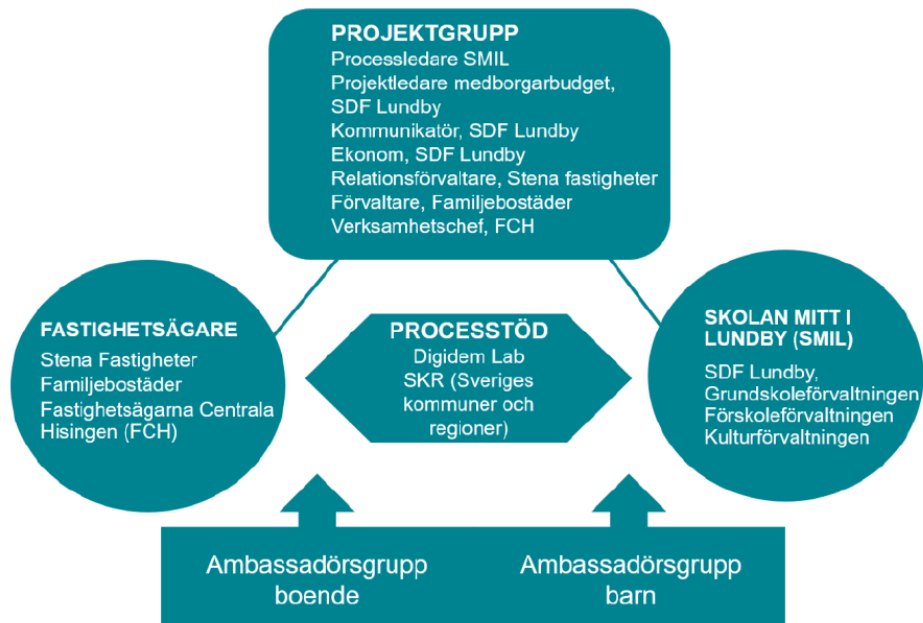 PROJEKTGRUPP
Processledare SMIL
Projektledare medborgarbudget,
SDF Lundby
Kommunikatör, SDF Lundby
Ekonom, SDF Lundby
Relationsförvaltare, Stena fastigheter
Förvaltare, Familjebostäder
Verksamhetschef, FCH
FASTIGHETSÄGARE
Stena Fastigheter
Familjebostäder
Fastighetsägarna Centrala
Hisingen (FCH)
PROCESSTÖD
Digidem Lab
SKR (Sveriges
kommuner och
regioner)
SKOLAN MITT I
LUNDBY (SMIL)
SDF Lundby,
Grundskoleförvaltningen
Förskoleförvaltningen
Kulturförvaltningen
Ambassadörsgrupp
boende
Ambassadörsgrupp
barn